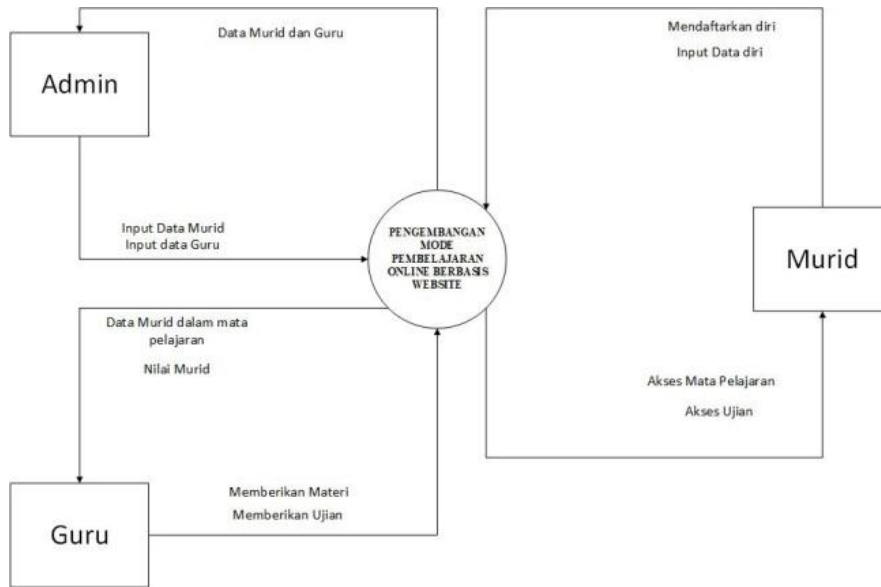 Data Murid dan Guru
Mendaftarkan diri
Input Data diri
Admin
Input Data Murid
Input data Guru
PENGEMBANGAN
MODE
PEMBELAJARAN
ONLINE BERBASIS
WEBSITE
Murid
Data Murid dalam mata
pelajaran
Nilai Murid
Akses Mata Pelajaran
Akses Ujian
Memberikan Materi
Memberikan Ujian
Guru